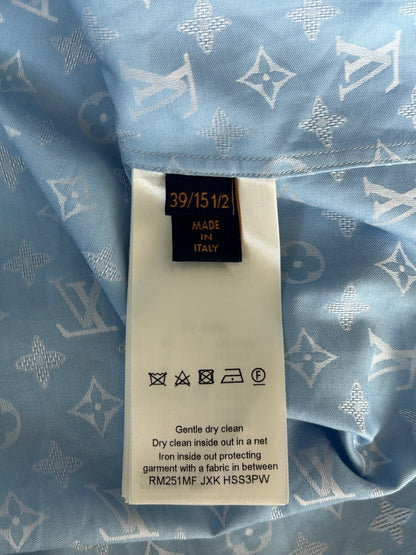 39/15 1/2
MADE
IN
ITALY
Gentle dry clean
Dry clean inside out in a net
Iron inside out protecting
garment with a fabric in between
RM251MF JXK HSS3PW